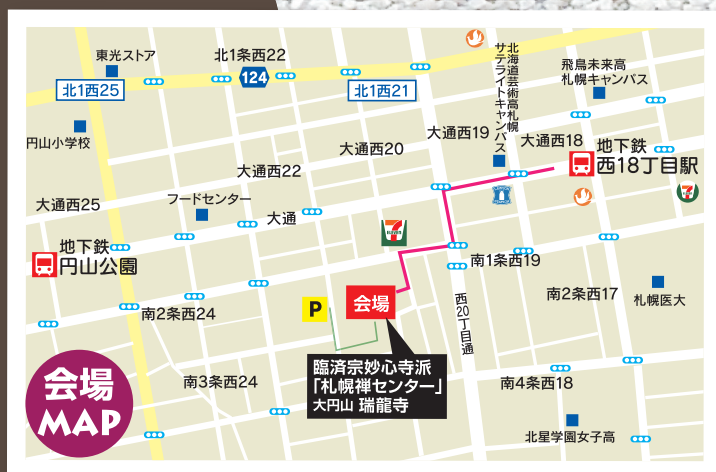 東光ストア
北1条西22
124
北1西25
北1西21
北海道芸術高札幌
サテライトキャンパス
飛鳥未来高
札幌キャンパス
円山小学校
大通西20
大通西19
大通西18
地下鉄
西18丁目駅
大通西22
フードセンター
大通西25
大通
7
ELEVEN
7
地下鉄
円山公園
南1条西19
南2条西24
P
会場
西20丁目通
南2条西17
札幌医大
臨済宗妙心寺派
「札幌禅センター」
大円山 瑞龍寺
会場
MAP
南3条西24
南4条西18
北星学園女子高